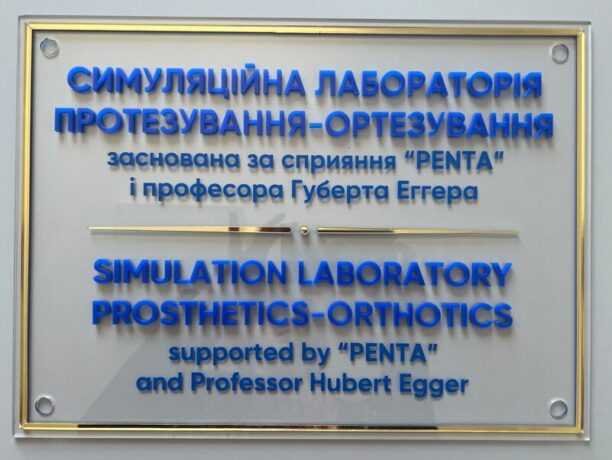 СИМУЛЯЦІЙНА ЛАБОРАТОРІЯ
ПРОТЕЗУВАННЯ-ОРТЕЗУВАННЯ
заснована за сприяння “PENTA“
і професора Губерта Еггера
SIMULATION LABORATORY
PROSTHETICS-ORTHOTICS
supported by “PENTA“
and Professor Hubert Egger